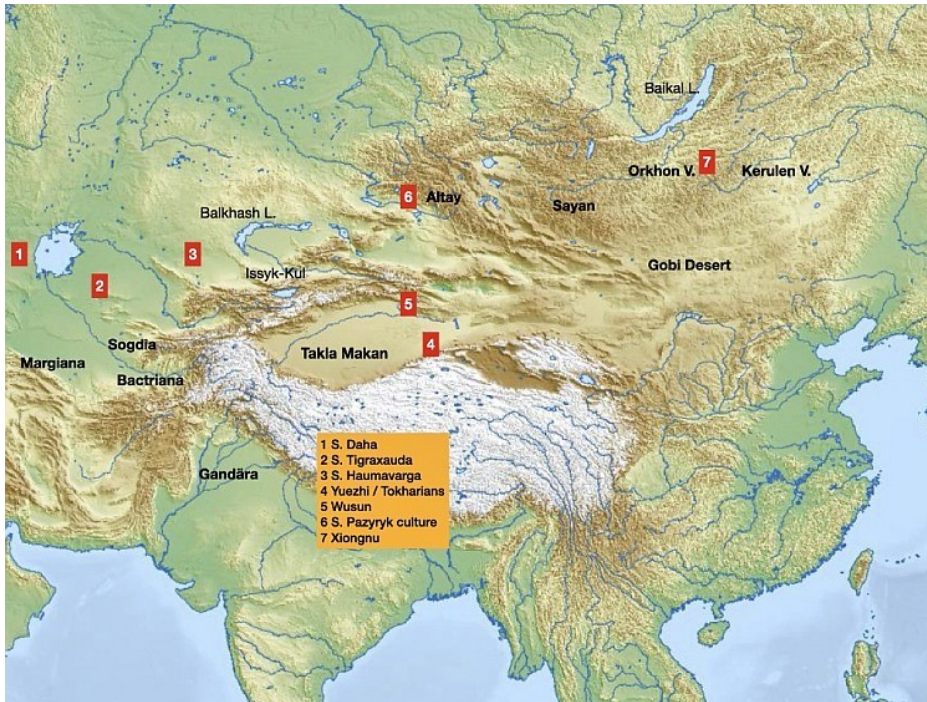 Baikal L.
7
Orkhon V.
Kerulen V.
6
Altay
Sayan
Balkhash L.
1
3
Issyk-Kul
Gobi Desert
2
5
Sogdia
4
Takla Makan
Margiana
Bactriana
Gandära
1 S. Daha
2 S. Tigraxauda
3 S. Haumavarga
4 Yuezhi / Tokharians
5 Wusun
6 S. Pazyryk culture
7 Xiongnu